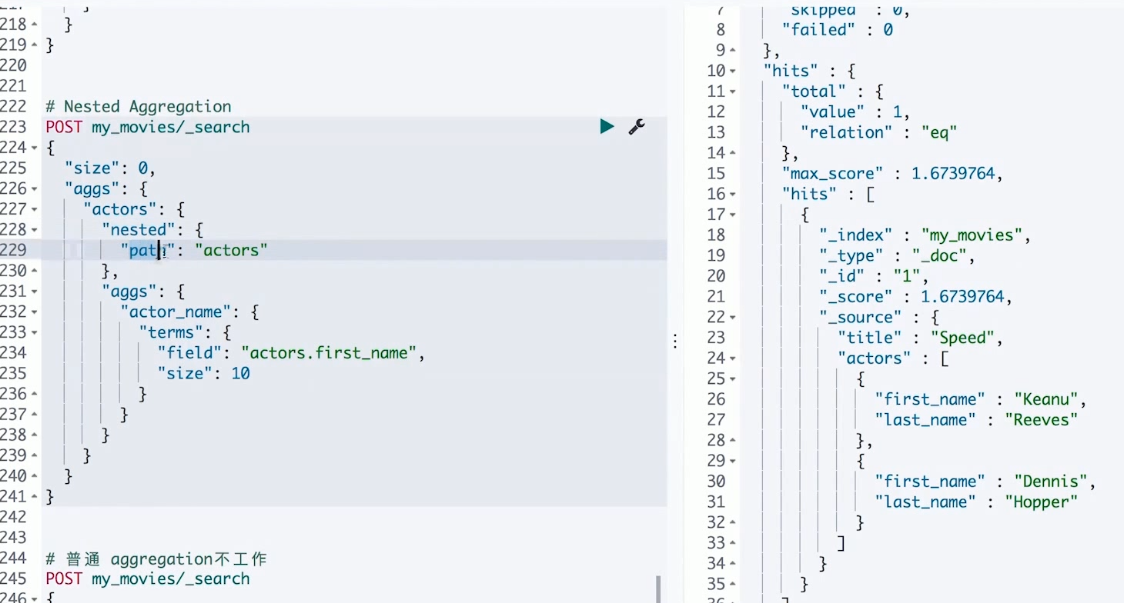 218 }
219 }
220
221
222 # Nested Aggregation
223 POST my_movies/_search
224 {
225 "size": 0,
226 "aggs": {
227 "actors": {
228 "nested": {
229 "path": "actors"
230 },
231 "aggs": {
232 "actor_name": {
233 "terms": {
234 "field": "actors.first_name",
235 "size": 10
236 }
237 }
238 }
239 }
240 }
241 }
242
243
244 # 普通 aggregation不工作
245 POST my_movies/_search
246 {
7 "skipped" : 0,
8 "failed" : 0
9 },
10 "hits" : {
11 "total" : {
12 "value" : 1,
13 "relation" : "eq"
14 },
15 "max_score" : 1.6739764,
16 "hits" : [
17 {
18 "_index" : "my_movies",
19 "_type" : "_doc",
20 "_id" : "1",
21 "_score" : 1.6739764,
22 "_source" : {
23 "title" : "Speed",
24 "actors" : [
25 {
26 "first_name" : "Keanu",
27 "last_name" : "Reeves"
28 },
29 {
30 "first_name" : "Dennis",
31 "last_name" : "Hopper"
32 }
33 ]
34 }
35 }